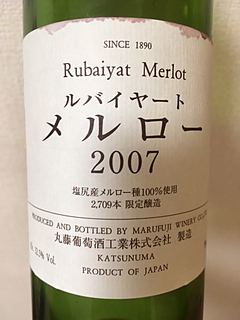 SINCE 1890
Rubaiyat Merlot
ルバイヤート
メルロー
2007
塩尻産メルロー種100%使用
2,709本 限定醸造
PRODUCED AND BOTTLED BY MARUFUJI WINERY CO.,
丸藤葡萄酒工業株式会社 製造
KATSUNUMA
PRODUCT OF JAPAN